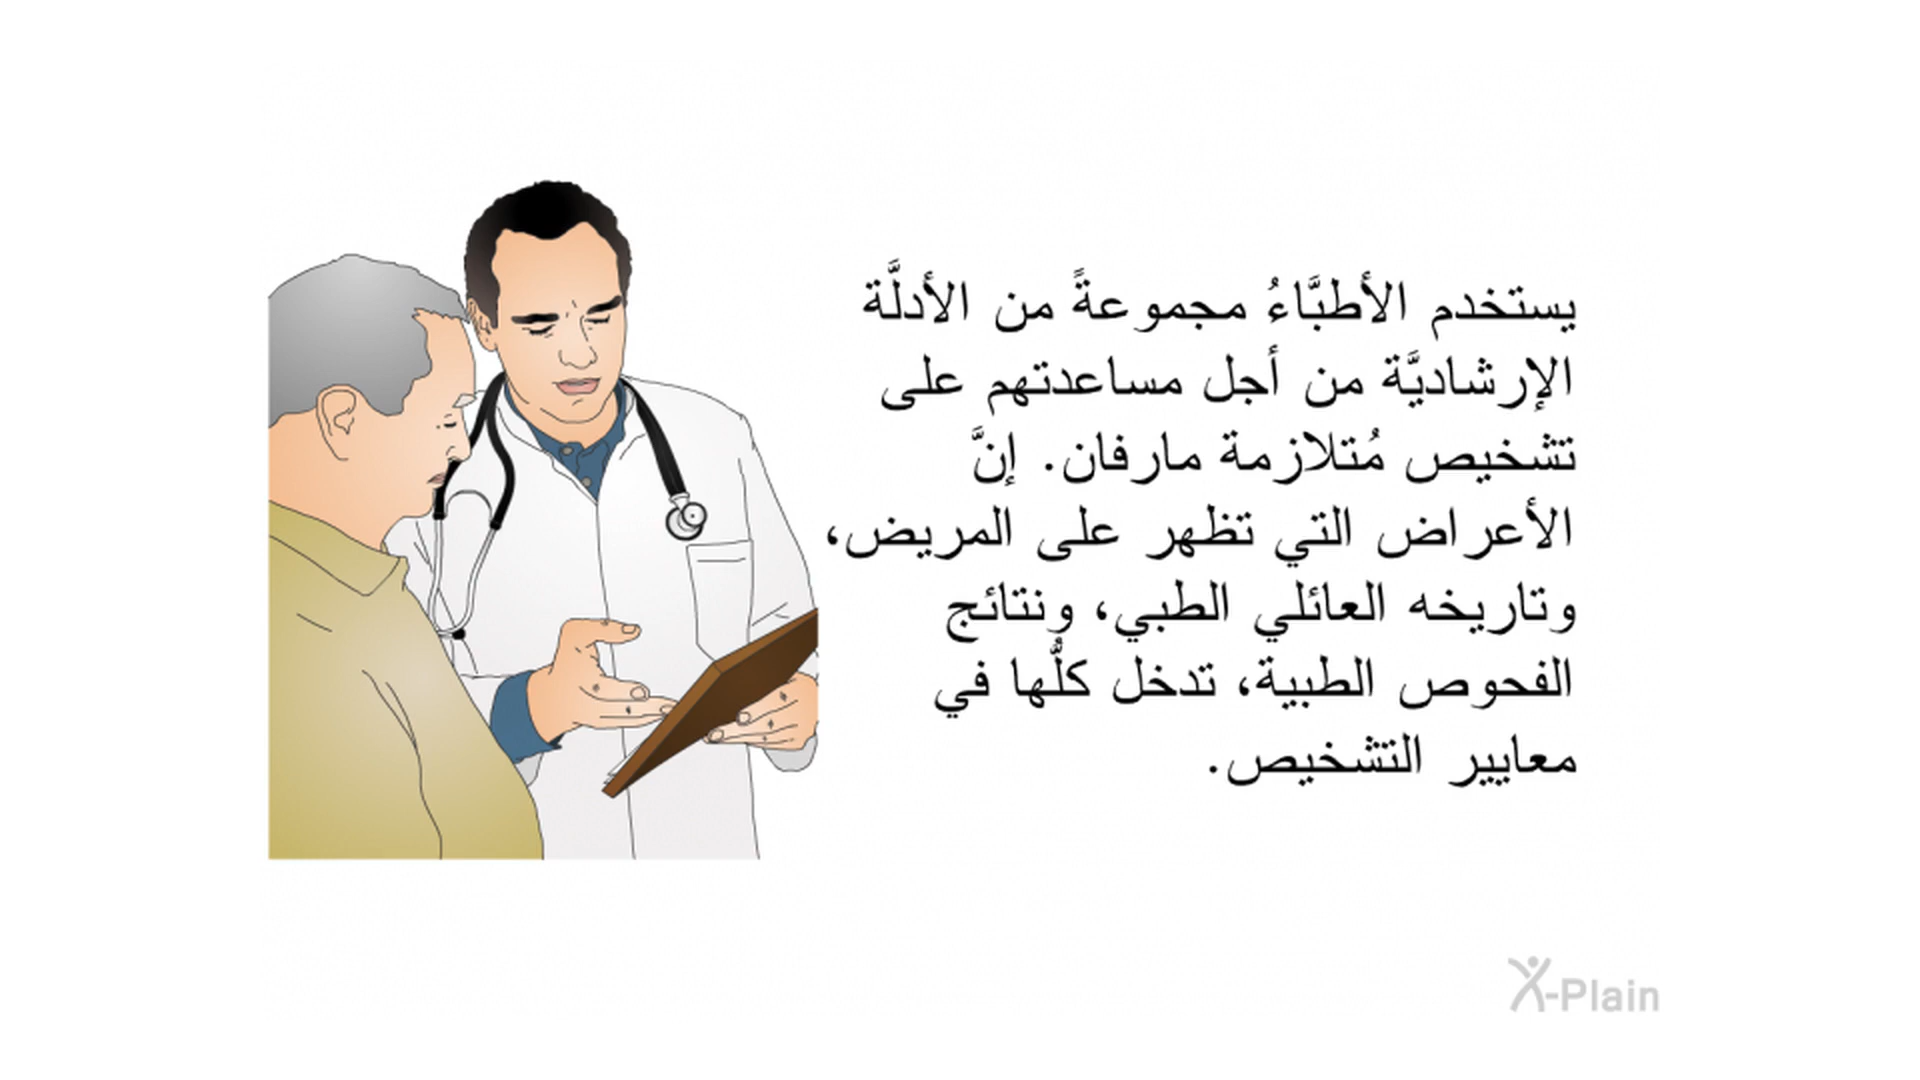 يستخدم الأطبَّاءُ مجموعةً من الأدلَّة
الإرشاديَّة من أجل مساعدتهم على
تشخيص مُتلازمة مارفان. إنَّ
الأعراض التي تظهر على المريض،
وتاريخه العائلي الطبي، ونتائج
الفحوص الطبية، تدخل كلُّها في
معايير التشخيص.
X-Plain